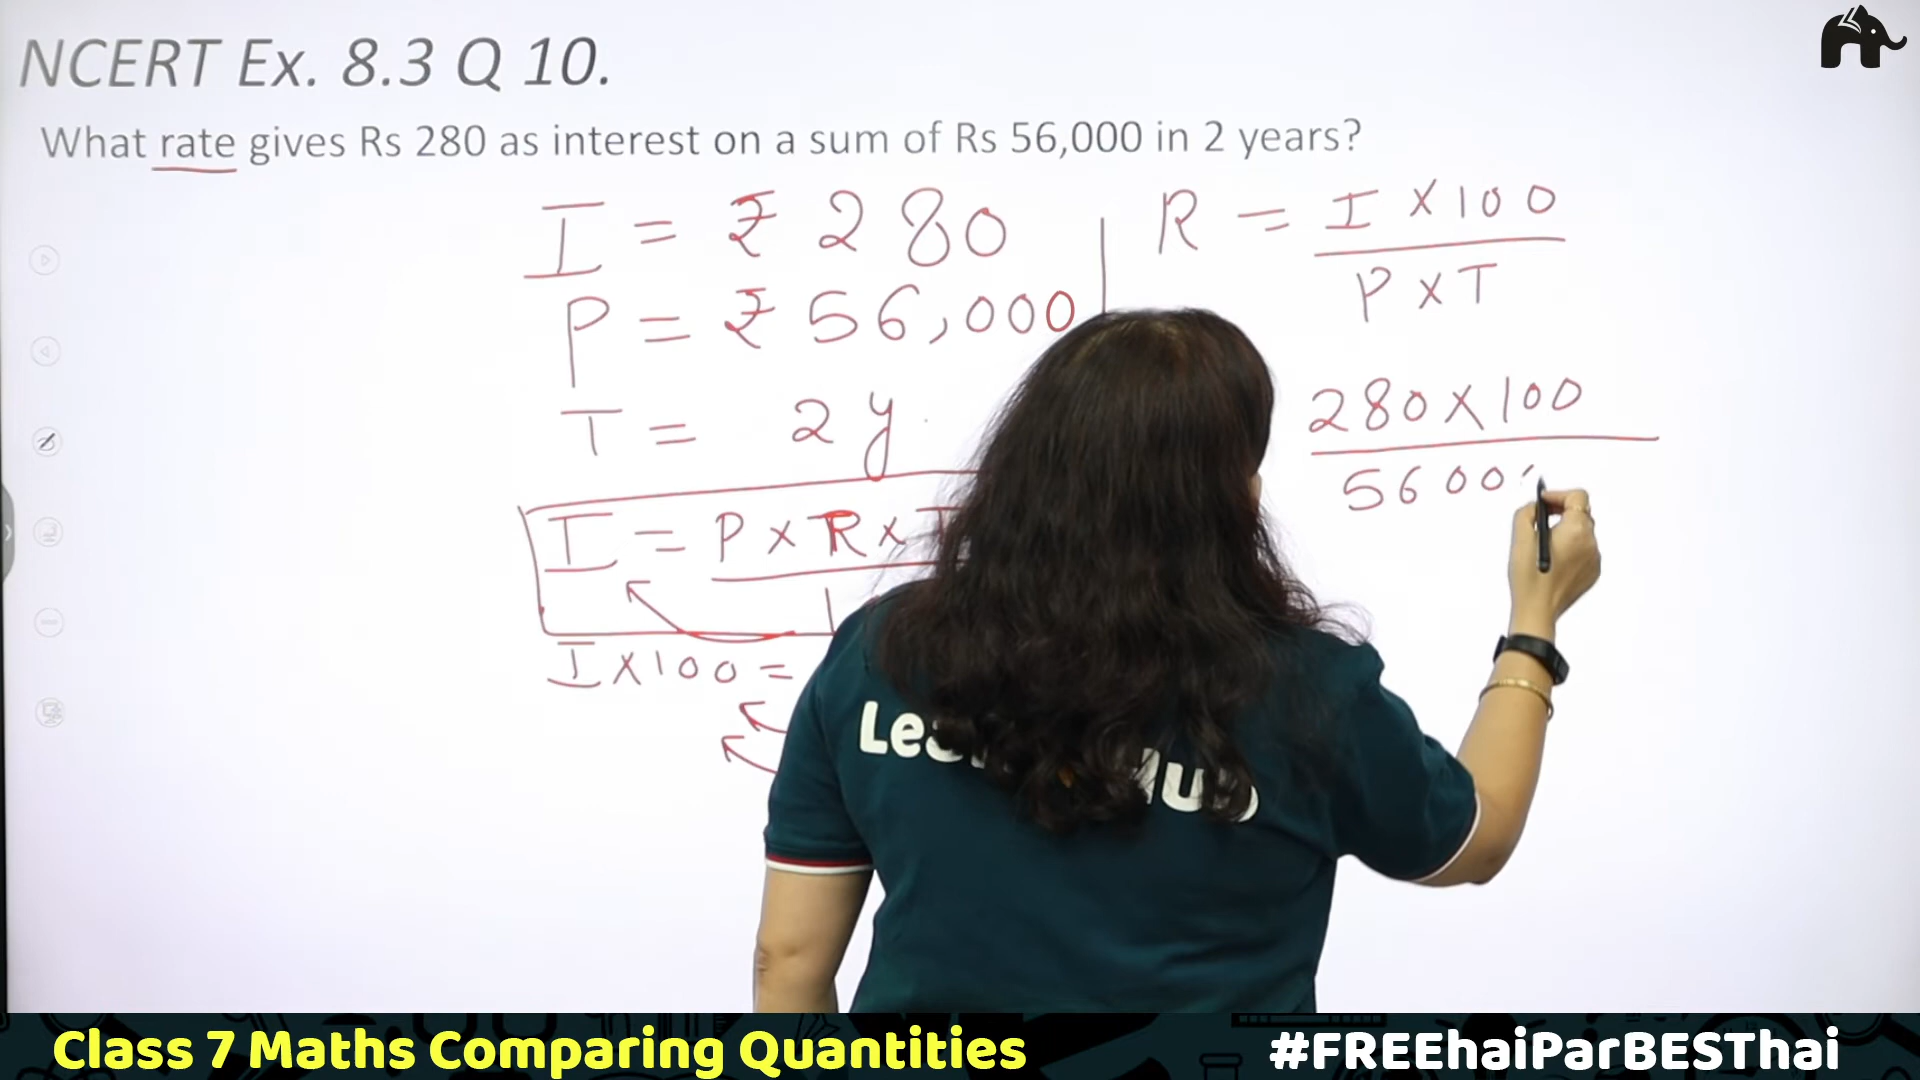 NCERT Ex. 8.3 Q 10.
What rate gives Rs 280 as interest on a sum of Rs 56,000 in 2 years?
I = ₹ 280
P = ₹ 56,000
T = 2 y
I = P × R ×
I × 100 =
R = I × 100
P × T
280 × 100
5600
Class 7 Maths Comparing Quantities
#FREEhaiParBESThai